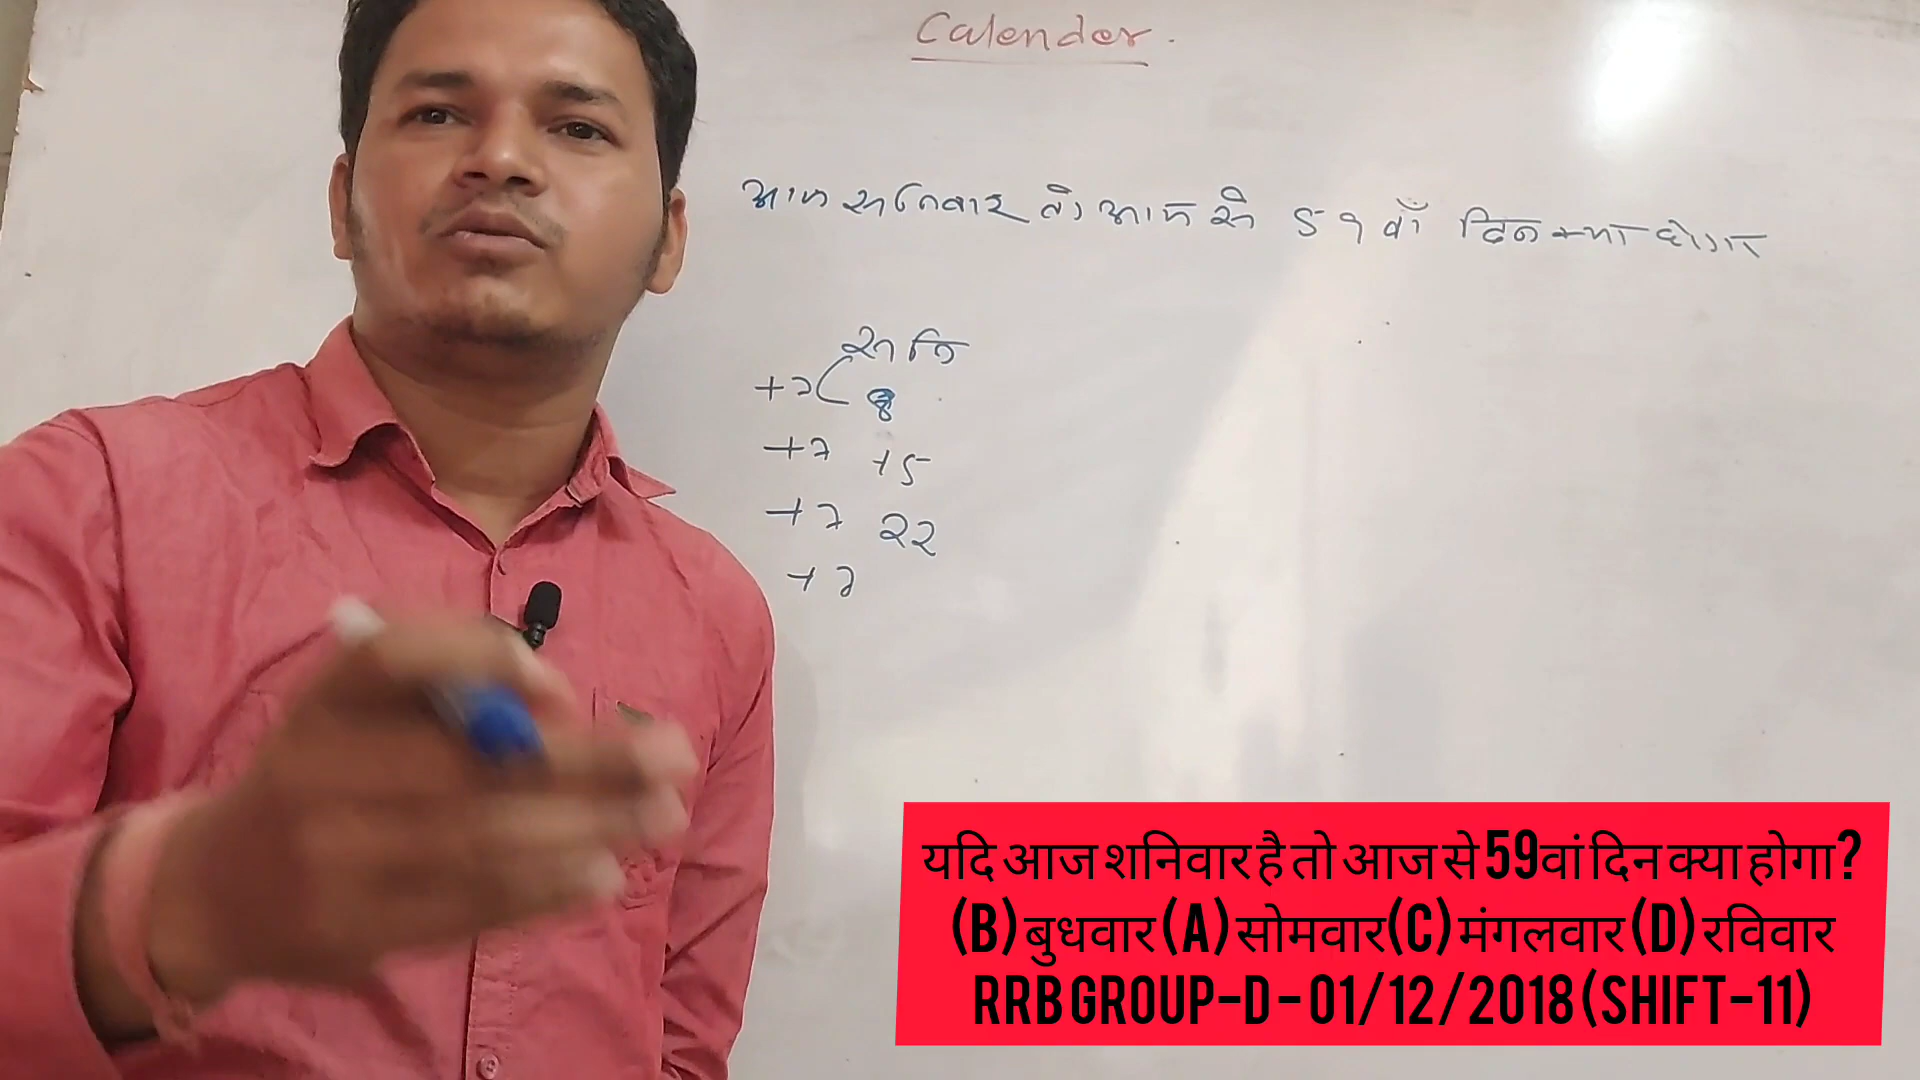 Calender.
आज शनिवार तो आज से 59 वाँ दिन क्या होगा
शनि
+7 8
+7 15
+7 22
+7
यदि आज शनिवार है तो आज से 59वां दिन क्या होगा?
(B) बुधवार (A) सोमवार(C) मंगलवार (D) रविवार
RRB GROUP-D - 01/12/2018 (SHIFT-11)